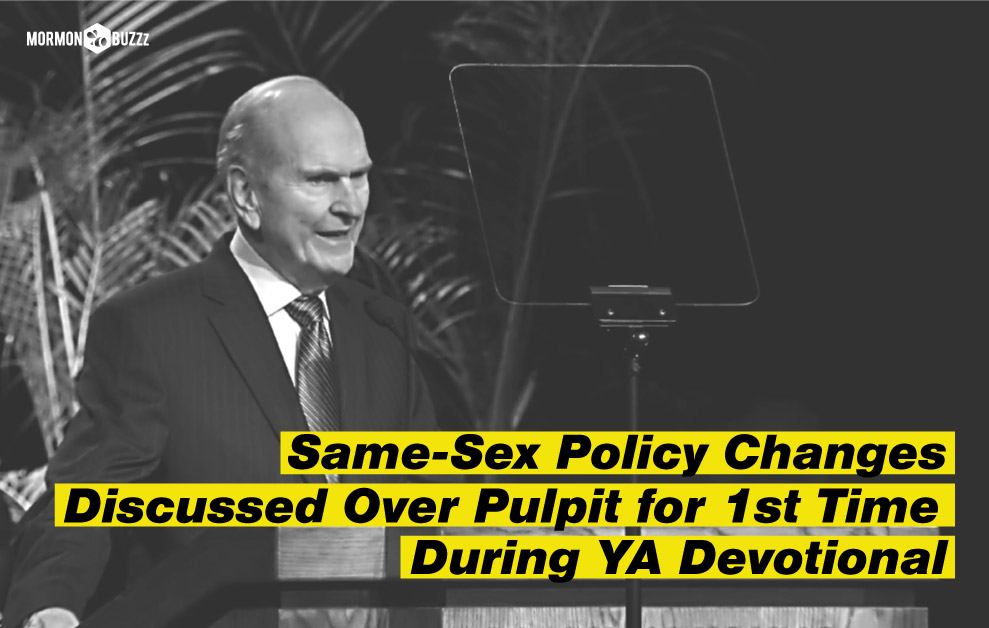 MORMON BUZZZ
Same-Sex Policy Changes
Discussed Over Pulpit for 1st Time
During YA Devotional